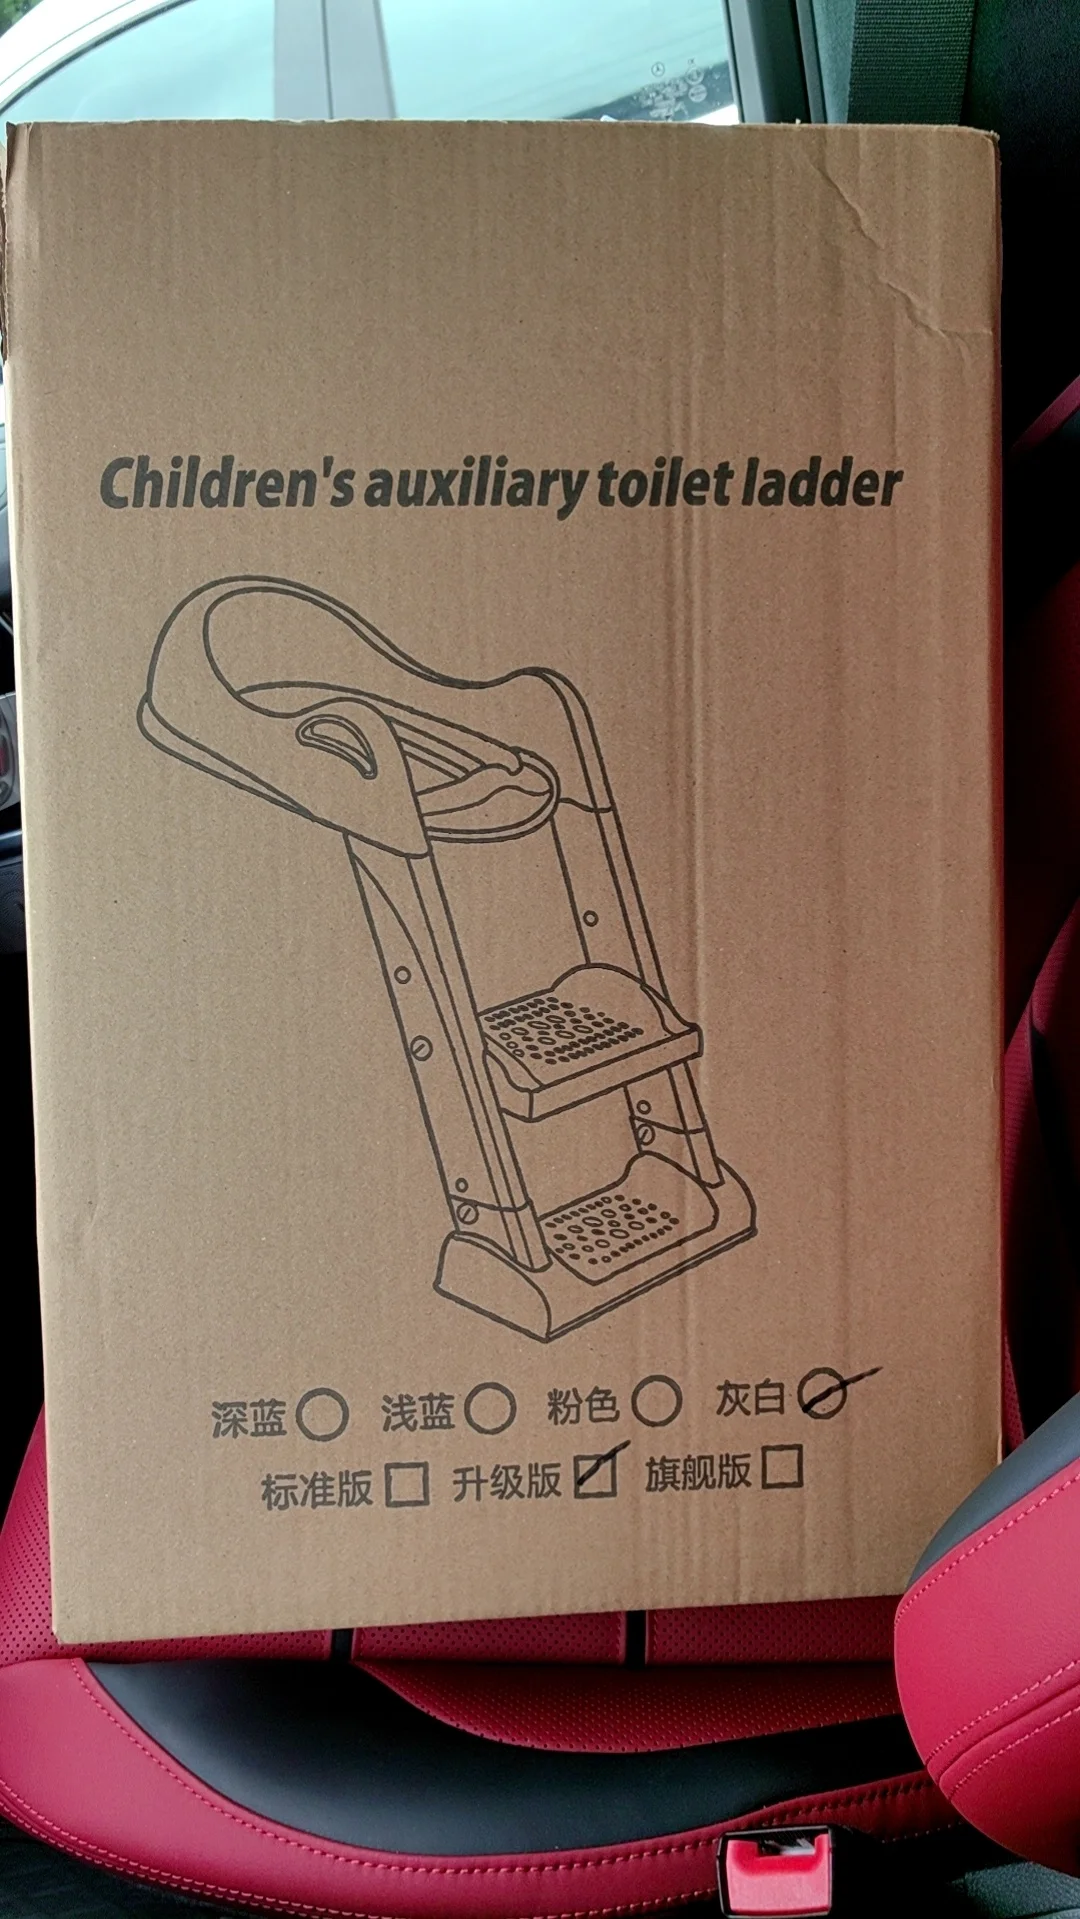 Children's auxiliary toilet ladder
深蓝 浅蓝 粉色 灰白
标准版 升级版 旗舰版